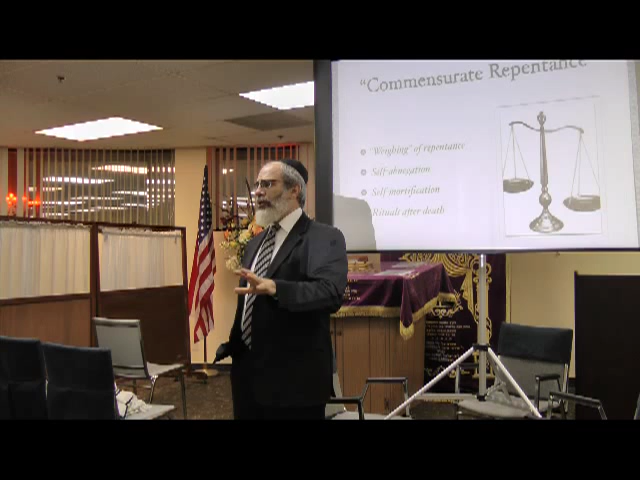 "Commensurate Repentance
"Weighing" of repentance
Self-abnegation
Self mortification
Rituals after death